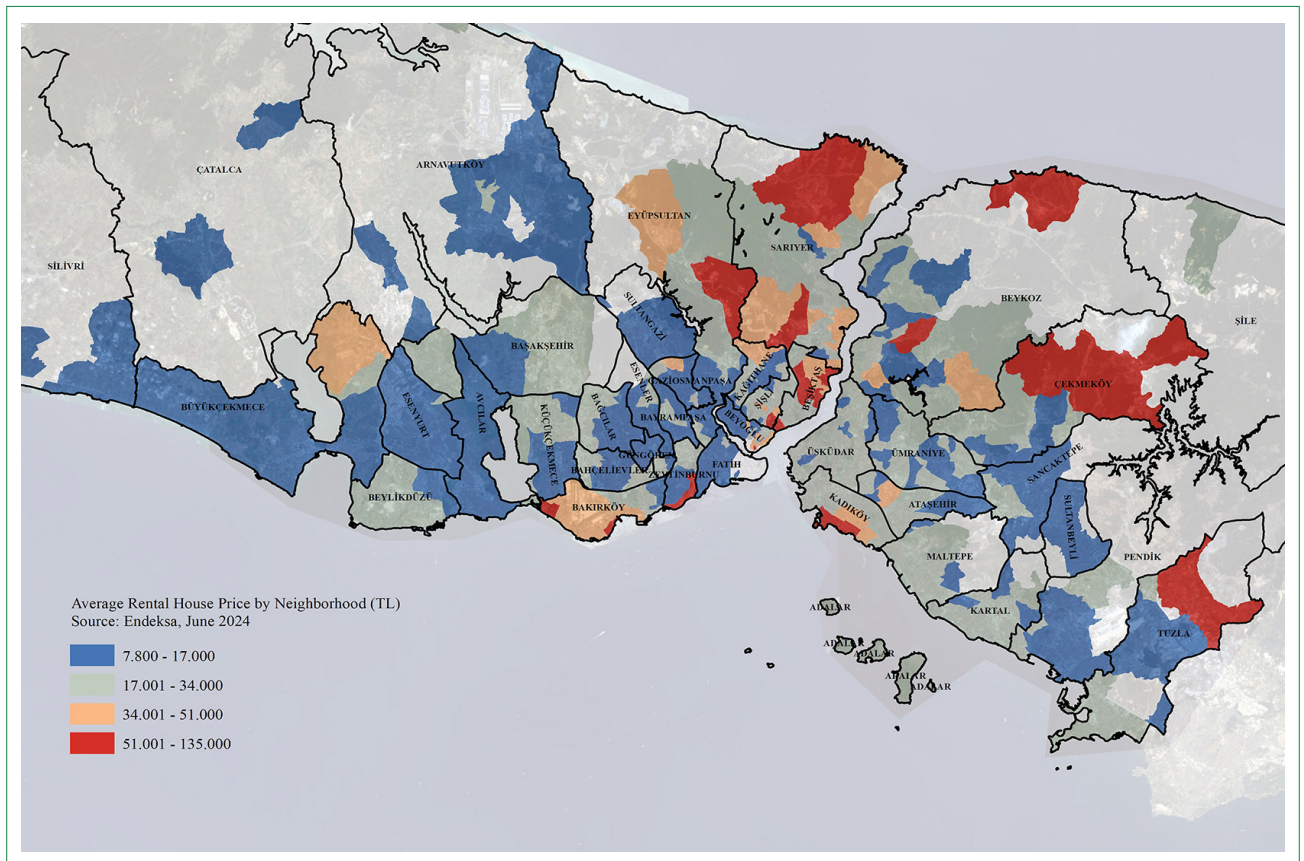 ÇATALCA
ARNAVUTKÖY
EYÜPSULTAN
SARIYER
SİLİVRİ
BEYKOZ
ŞİLE
SULTANGAZİ
BAŞAKŞEHİR
ÇEKMEKÖY
ESENLER
GAZİOSMANPAŞA
KAĞITHANE
ŞİŞLİ
BEŞİKTAŞ
BÜYÜKÇEKMECE
ESENYURT
AVCILAR
KÜÇÜKÇEKMECE
BAĞCILAR
BAYRAMPAŞA
BEYOĞLU
ÜSKÜDAR
ÜMRANİYE
SANCAKTEPE
GÜNGÖREN
BAHÇELİEVLER
ZEYTİNBURNU
FATİH
BEYLİKDÜZÜ
BAKIRKÖY
KADIKÖY
ATAŞEHİR
SULTANBEYLİ
MALTEPE
PENDİK
KARTAL
TUZLA
ADALAR
ADALAR
ADALAR
ADALAR
ADALAR
Average Rental House Price by Neighborhood (TL)
Source: Endeksa, June 2024
7.800 - 17.000
17.001 - 34.000
34.001 - 51.000
51.001 - 135.000